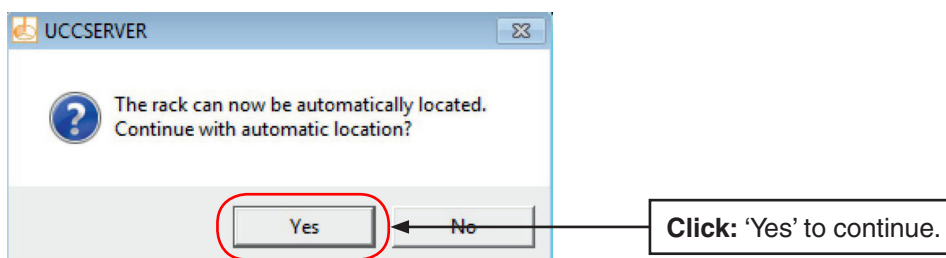 UCCSERVER
The rack can now be automatically located.
Continue with automatic location?
Yes
No
Click: ‘Yes’ to continue.